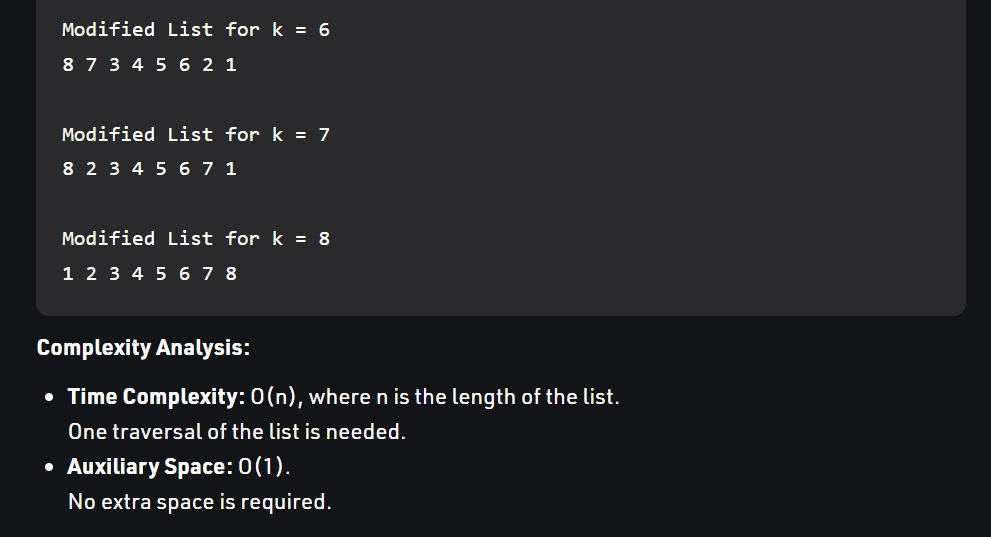 Modified List for k = 6
8 7 3 4 5 6 2 1
Modified List for k = 7
8 2 3 4 5 6 7 1
Modified List for k = 8
1 2 3 4 5 6 7 8
Complexity Analysis:
• Time Complexity: O(n), where n is the length of the list.
One traversal of the list is needed.
• Auxiliary Space: O(1).
No extra space is required.